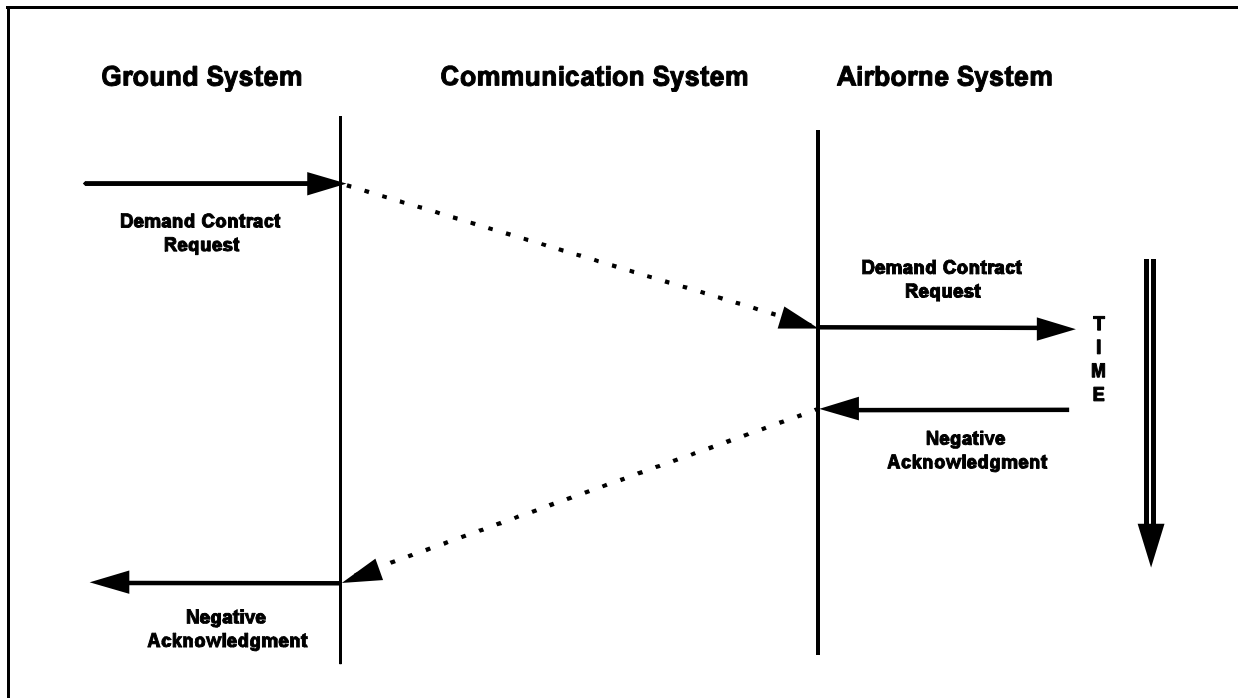 Ground System
Communication System
Airborne System
Demand Contract
Request
Demand Contract
Request
T
I
M
E
Negative
Acknowledgment
Negative
Acknowledgment